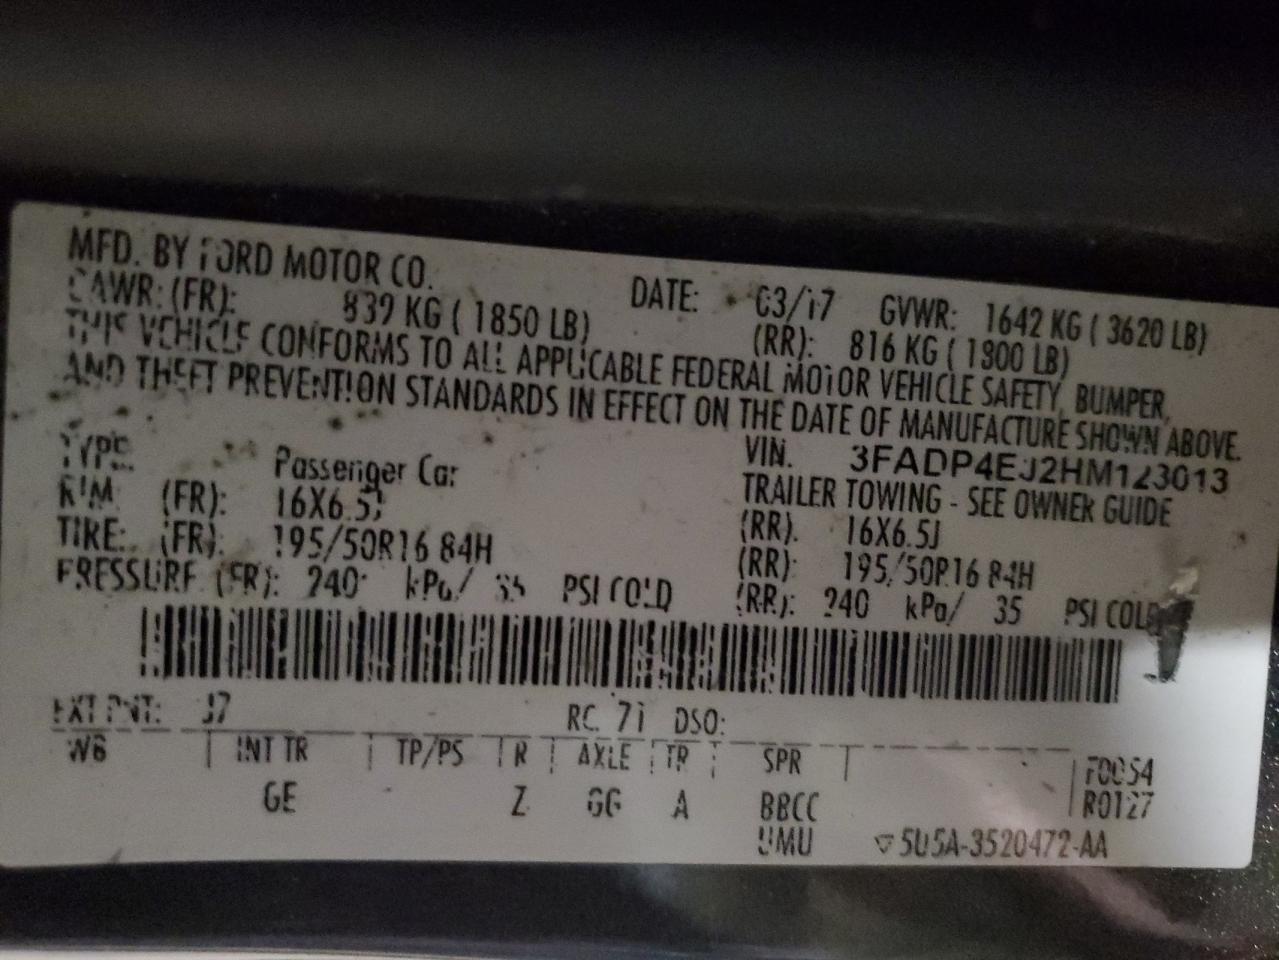 MFD. BY FORD MOTOR CO.
DATE: 03/17 GVWR: 1642 KG ( 3620 LB)
GAWR: (FR): 839 KG ( 1850 LB) (RR): 816 KG ( 1800 LB)
THIS VEHICLE CONFORMS TO ALL APPLICABLE FEDERAL MOTOR VEHICLE SAFETY, BUMPER,
AND THEFT PREVENTION STANDARDS IN EFFECT ON THE DATE OF MANUFACTURE SHOWN ABOVE.
VIN. 3FADP4EJ2HM123013
TYPE: Passenger Car TRAILER TOWING - SEE OWNER GUIDE
RIM: (FR): 16X6.5J (RR): 16X6.5J
TIRE: (FR): 195/50R16 84H (RR): 195/50R16 84H
PRESSURE (FR): 240 kPa/ 35 PSI COLD (RR): 240 kPa/ 35 PSI COLD
EXT PNT: J7 RC: 71 DSO:
WB INT TR TP/PS R AXLE TR SPR F0054
GE Z GG A BBCC R0127
UMU ▽5U5A-3520472-AA